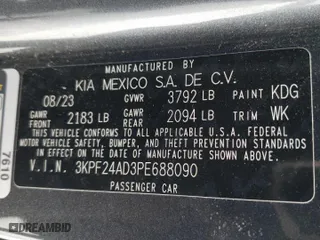 MANUFACTURED BY
KIA MEXICO S.A. DE C.V.
08/23 GVWR 3792 LB PAINT KDG
GAWR FRONT 2183 LB GAWR REAR 2094 LB TRIM WK
THIS VEHICLE CONFORMS TO ALL APPLICABLE U.S.A. FEDERAL
MOTOR VEHICLE SAFETY, BUMPER, AND THEFT PREVENTION
STANDARDS IN EFFECT ON THE DATE OF MANUFACTURE SHOWN ABOVE.
V.I.N. 3KPF24AD3PE688090
PASSENGER CAR
7610
DREAMBID.COM